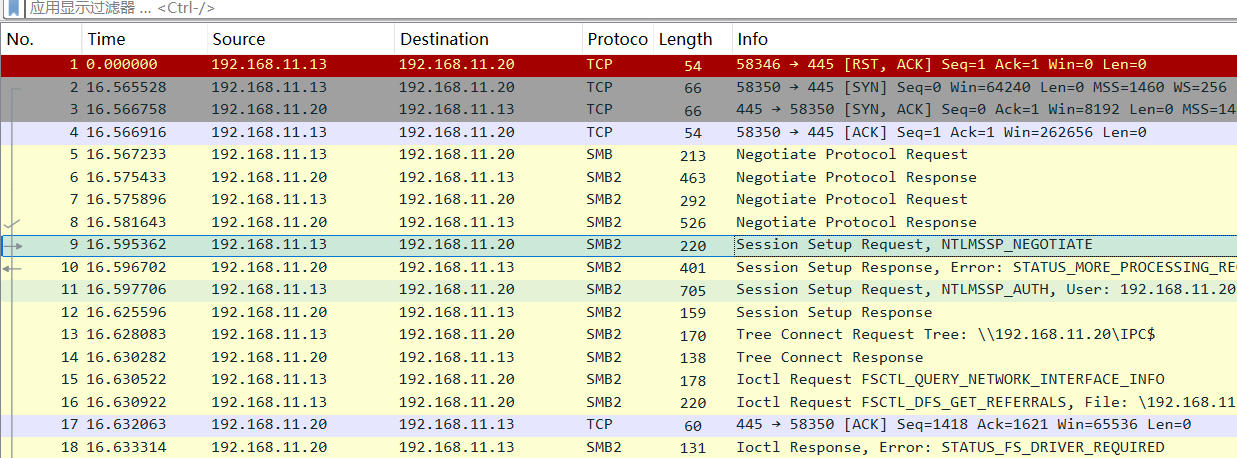 应用显示过滤器 … <Ctrl-/>
No. Time Source Destination Protoco Length Info
1 0.000000 192.168.11.13 192.168.11.20 TCP 54 58346 → 445 [RST, ACK] Seq=1 Ack=1 Win=0 Len=0
2 16.565528 192.168.11.13 192.168.11.20 TCP 66 58350 → 445 [SYN] Seq=0 Win=64240 Len=0 MSS=1460 WS=256
3 16.566758 192.168.11.20 192.168.11.13 TCP 66 445 → 58350 [SYN, ACK] Seq=0 Ack=1 Win=8192 Len=0 MSS=14
4 16.566916 192.168.11.13 192.168.11.20 TCP 54 58350 → 445 [ACK] Seq=1 Ack=1 Win=262656 Len=0
5 16.567233 192.168.11.13 192.168.11.20 SMB 213 Negotiate Protocol Request
6 16.575433 192.168.11.20 192.168.11.13 SMB2 463 Negotiate Protocol Response
7 16.575896 192.168.11.13 192.168.11.20 SMB2 292 Negotiate Protocol Request
8 16.581643 192.168.11.20 192.168.11.13 SMB2 526 Negotiate Protocol Response
9 16.595362 192.168.11.13 192.168.11.20 SMB2 220 Session Setup Request, NTLMSSP_NEGOTIATE
10 16.596702 192.168.11.20 192.168.11.13 SMB2 401 Session Setup Response, Error: STATUS_MORE_PROCESSING_RE
11 16.597706 192.168.11.13 192.168.11.20 SMB2 705 Session Setup Request, NTLMSSP_AUTH, User: 192.168.11.20
12 16.625596 192.168.11.20 192.168.11.13 SMB2 159 Session Setup Response
13 16.628083 192.168.11.13 192.168.11.20 SMB2 170 Tree Connect Request Tree: \\192.168.11.20\IPC$
14 16.630282 192.168.11.20 192.168.11.13 SMB2 138 Tree Connect Response
15 16.630522 192.168.11.13 192.168.11.20 SMB2 178 Ioctl Request FSCTL_QUERY_NETWORK_INTERFACE_INFO
16 16.630922 192.168.11.13 192.168.11.20 SMB2 220 Ioctl Request FSCTL_DFS_GET_REFERRALS, File: \192.168.11
17 16.632063 192.168.11.20 192.168.11.13 TCP 60 445 → 58350 [ACK] Seq=1418 Ack=1621 Win=65536 Len=0
18 16.633314 192.168.11.20 192.168.11.13 SMB2 131 Ioctl Response, Error: STATUS_FS_DRIVER_REQUIRED